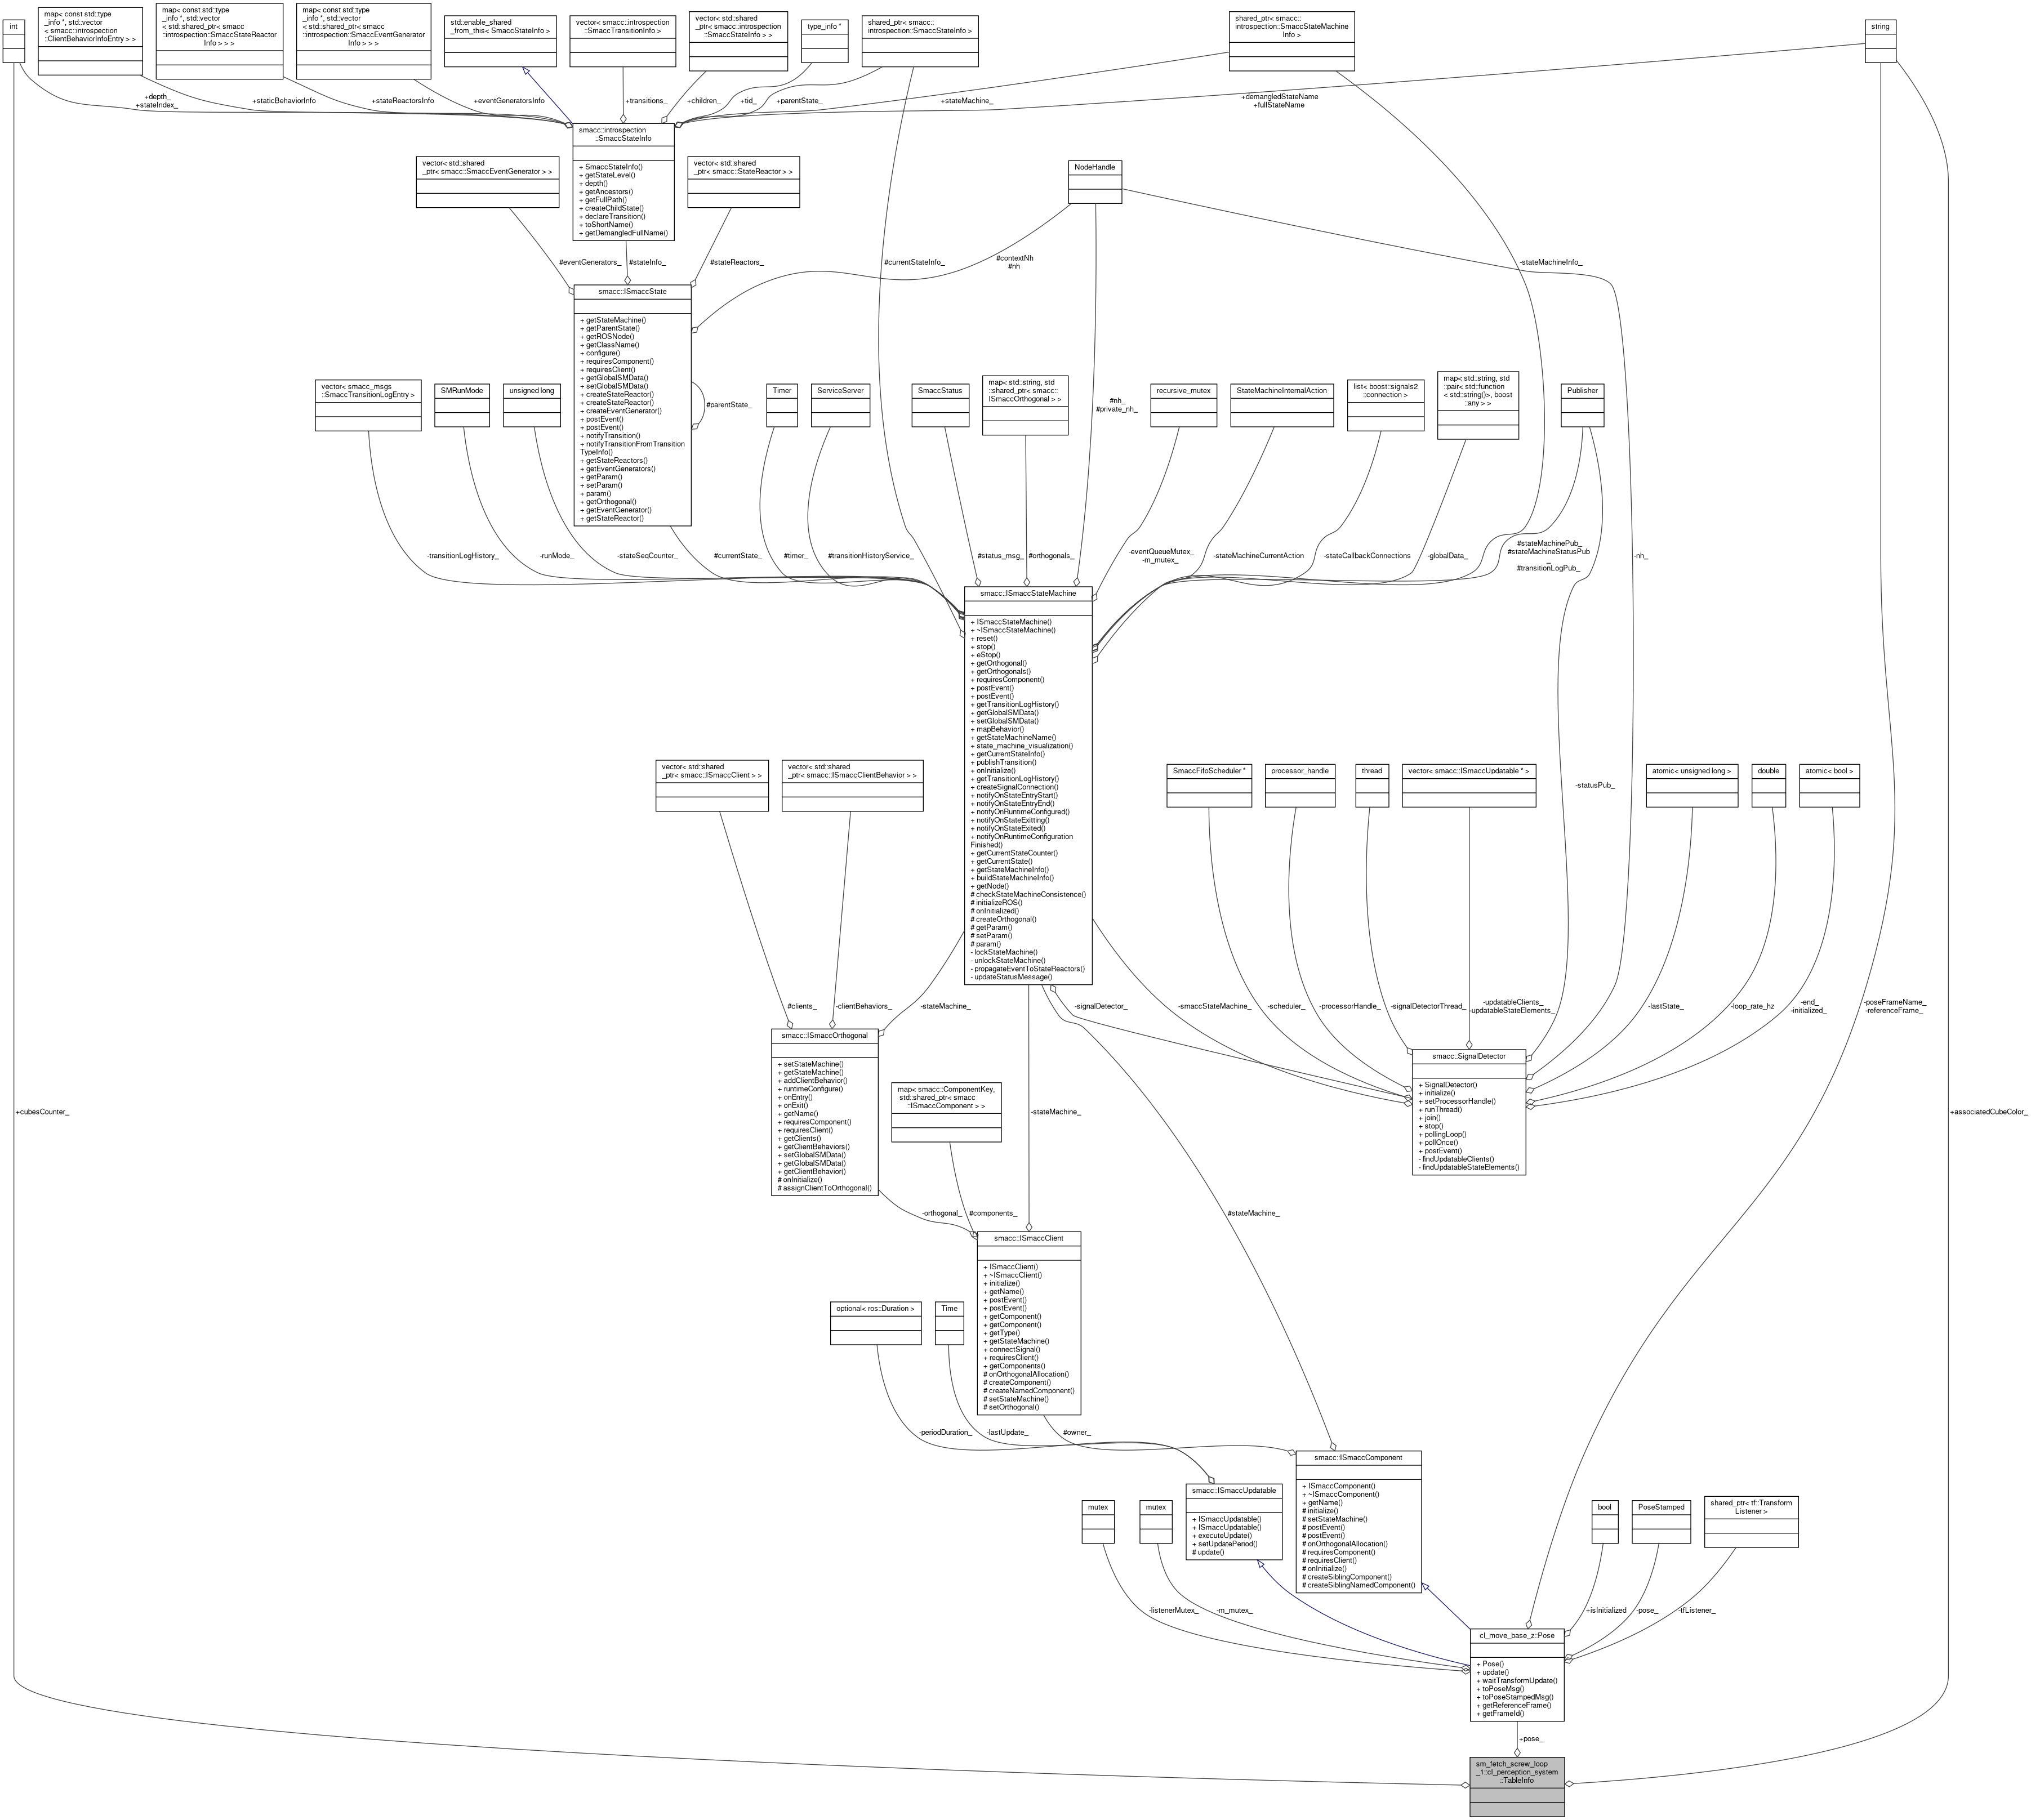 int
map< const std::type
_info *, std::vector
< smacc::introspection
::ClientBehaviorInfoEntry > >
map< const std::type
_info *, std::vector
< std::shared_ptr< smacc
::introspection::SmaccStateReactor
Info > > >
map< const std::type
_info *, std::vector
< std::shared_ptr< smacc
::introspection::SmaccEventGenerator
Info > > >
std::enable_shared
_from_this< SmaccStateInfo >
vector< smacc::introspection
::SmaccTransitionInfo >
vector< std::shared
_ptr< smacc::introspection
::SmaccStateInfo > >
type_info *
shared_ptr< smacc::
introspection::SmaccStateInfo >
shared_ptr< smacc::
introspection::SmaccStateMachine
Info >
string
+depth_
+stateIndex_
+staticBehaviorInfo
+stateReactorsInfo
+eventGeneratorsInfo
+transitions_
+children_
+tid_
+parentState_
+stateMachine_
+demangledStateName
+fullStateName
smacc::introspection
::SmaccStateInfo
+ SmaccStateInfo()
+ getStateLevel()
+ depth()
+ getAncestors()
+ getFullPath()
+ createChildState()
+ declareTransition()
+ toShortName()
+ getDemangledFullName()
vector< std::shared
_ptr< smacc::SmaccEventGenerator > >
vector< std::shared
_ptr< smacc::StateReactor > >
NodeHandle
#eventGenerators_
#stateInfo_
#stateReactors_
#currentStateInfo_
#contextNh
#nh
-stateMachineInfo_
smacc::ISmaccState
+ getStateMachine()
+ getParentState()
+ getROSNode()
+ getClassName()
+ configure()
+ requiresComponent()
+ requiresClient()
+ getGlobalSMData()
+ setGlobalSMData()
+ createStateReactor()
+ createStateReactor()
+ createEventGenerator()
+ postEvent()
+ postEvent()
+ notifyTransition()
+ notifyTransitionFromTransition
TypeInfo()
+ getStateReactors()
+ getEventGenerators()
+ getParam()
+ setParam()
+ param()
+ getOrthogonal()
+ getEventGenerator()
+ getStateReactor()
#parentState_
vector< smacc_msgs
::SmaccTransitionLogEntry >
SMRunMode
unsigned long
Timer
ServiceServer
SmaccStatus
map< std::string, std
::shared_ptr< smacc::
ISmaccOrthogonal > >
#nh_
#private_nh_
recursive_mutex
StateMachineInternalAction
list< boost::signals2
::connection >
map< std::string, std
::pair< std::function
< std::string()>, boost
::any > >
Publisher
-transitionLogHistory_
-runMode_
-stateSeqCounter_
#currentState_
#timer_
#transitionHistoryService_
#status_msg_
#orthogonals_
-eventQueueMutex_
-m_mutex_
-stateMachineCurrentAction
-stateCallbackConnections
-globalData_
#stateMachinePub_
#stateMachineStatusPub
_
#transitionLogPub_
-nh_
smacc::ISmaccStateMachine
+ ISmaccStateMachine()
+ ~ISmaccStateMachine()
+ reset()
+ stop()
+ eStop()
+ getOrthogonal()
+ getOrthogonals()
+ requiresComponent()
+ postEvent()
+ postEvent()
+ getTransitionLogHistory()
+ getGlobalSMData()
+ setGlobalSMData()
+ mapBehavior()
+ getStateMachineName()
+ state_machine_visualization()
+ getCurrentStateInfo()
+ publishTransition()
+ onInitialize()
+ getTransitionLogHistory()
+ createSignalConnection()
+ notifyOnStateEntryStart()
+ notifyOnStateEntryEnd()
+ notifyOnRuntimeConfigured()
+ notifyOnStateExitting()
+ notifyOnStateExited()
+ notifyOnRuntimeConfiguration
Finished()
+ getCurrentStateCounter()
+ getCurrentState()
+ getStateMachineInfo()
+ buildStateMachineInfo()
+ getNode()
# checkStateMachineConsistence()
# initializeROS()
# onInitialized()
# createOrthogonal()
# getParam()
# setParam()
# param()
- lockStateMachine()
- unlockStateMachine()
- propagateEventToStateReactors()
- updateStatusMessage()
vector< std::shared
_ptr< smacc::ISmaccClient > >
vector< std::shared
_ptr< smacc::ISmaccClientBehavior > >
SmaccFifoScheduler *
processor_handle
thread
vector< smacc::ISmaccUpdatable * >
-statusPub_
atomic< unsigned long >
double
atomic< bool >
#clients_
-clientBehaviors_
-stateMachine_
-signalDetector_
-smaccStateMachine_
-scheduler_
-processorHandle_
-signalDetectorThread_
-updatableClients_
-updatableStateElements_
-lastState_
-loop_rate_hz
-end_
-initialized_
-poseFrameName_
-referenceFrame_
smacc::ISmaccOrthogonal
+ setStateMachine()
+ getStateMachine()
+ addClientBehavior()
+ runtimeConfigure()
+ onEntry()
+ onExit()
+ getName()
+ requiresComponent()
+ requiresClient()
+ getClients()
+ getClientBehaviors()
+ setGlobalSMData()
+ getGlobalSMData()
+ getClientBehavior()
# onInitialize()
# assignClientToOrthogonal()
map< smacc::ComponentKey,
std::shared_ptr< smacc
::ISmaccComponent > >
smacc::SignalDetector
+ SignalDetector()
+ initialize()
+ setProcessorHandle()
+ runThread()
+ join()
+ stop()
+ pollingLoop()
+ pollOnce()
+ postEvent()
- findUpdatableClients()
- findUpdatableStateElements()
+cubesCounter_
-stateMachine_
+associatedCubeColor_
-orthogonal_
#components_
#stateMachine_
smacc::ISmaccClient
+ ISmaccClient()
+ ~ISmaccClient()
+ initialize()
+ getName()
+ postEvent()
+ postEvent()
+ getComponent()
+ getComponent()
+ getType()
+ getStateMachine()
+ connectSignal()
+ requiresClient()
+ getComponents()
# onOrthogonalAllocation()
# createComponent()
# createNamedComponent()
# setStateMachine()
# setOrthogonal()
optional< ros::Duration >
Time
-periodDuration_
-lastUpdate_
#owner_
smacc::ISmaccComponent
+ ISmaccComponent()
+ ~ISmaccComponent()
+ getName()
# initialize()
# setStateMachine()
# postEvent()
# postEvent()
# onOrthogonalAllocation()
# requiresComponent()
# requiresClient()
# onInitialize()
# createSiblingComponent()
# createSiblingNamedComponent()
smacc::ISmaccUpdatable
+ ISmaccUpdatable()
+ ISmaccUpdatable()
+ executeUpdate()
+ setUpdatePeriod()
# update()
mutex
mutex
bool
PoseStamped
shared_ptr< tf::Transform
Listener >
-listenerMutex_
-m_mutex_
+isInitialized
-pose_
-tfListener_
cl_move_base_z::Pose
+ Pose()
+ update()
+ waitTransformUpdate()
+ toPoseMsg()
+ toPoseStampedMsg()
+ getReferenceFrame()
+ getFrameId()
+pose_
sm_fetch_screw_loop
_1::cl_perception_system
::TableInfo